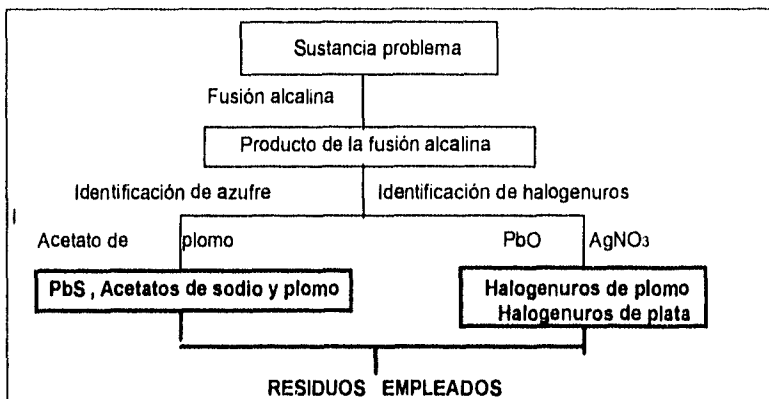 Sustancia problema
Fusión alcalina
Producto de la fusión alcalina
Identificación de azufre
Identificación de halogenuros
Acetato de plomo
PbO AgNO3
PbS , Acetatos de sodio y plomo
Halogenuros de plomo
Halogenuros de plata
RESIDUOS EMPLEADOS